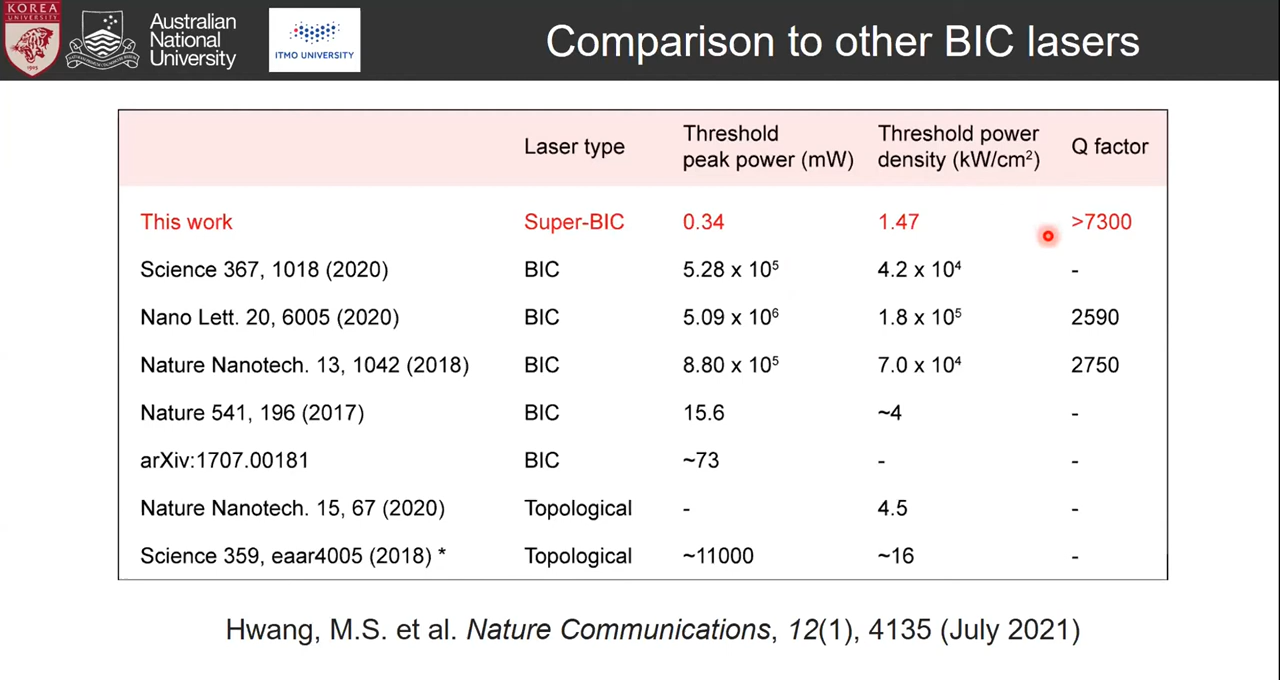 KOREA
UNIVERSITY
1905
Australian
National
University
ITMO UNIVERSITY
Comparison to other BIC lasers
Laser type Threshold peak power (mW) Threshold power density (kW/cm²) Q factor
This work Super-BIC 0.34 1.47 >7300
Science 367, 1018 (2020) BIC 5.28 x 10⁵ 4.2 x 10⁴ -
Nano Lett. 20, 6005 (2020) BIC 5.09 x 10⁶ 1.8 x 10⁵ 2590
Nature Nanotech. 13, 1042 (2018) BIC 8.80 x 10⁵ 7.0 x 10⁴ 2750
Nature 541, 196 (2017) BIC 15.6 ~4 -
arXiv:1707.00181 BIC ~73 - -
Nature Nanotech. 15, 67 (2020) Topological - 4.5 -
Science 359, eaar4005 (2018) * Topological ~11000 ~16 -
Hwang, M.S. et al. Nature Communications, 12(1), 4135 (July 2021)